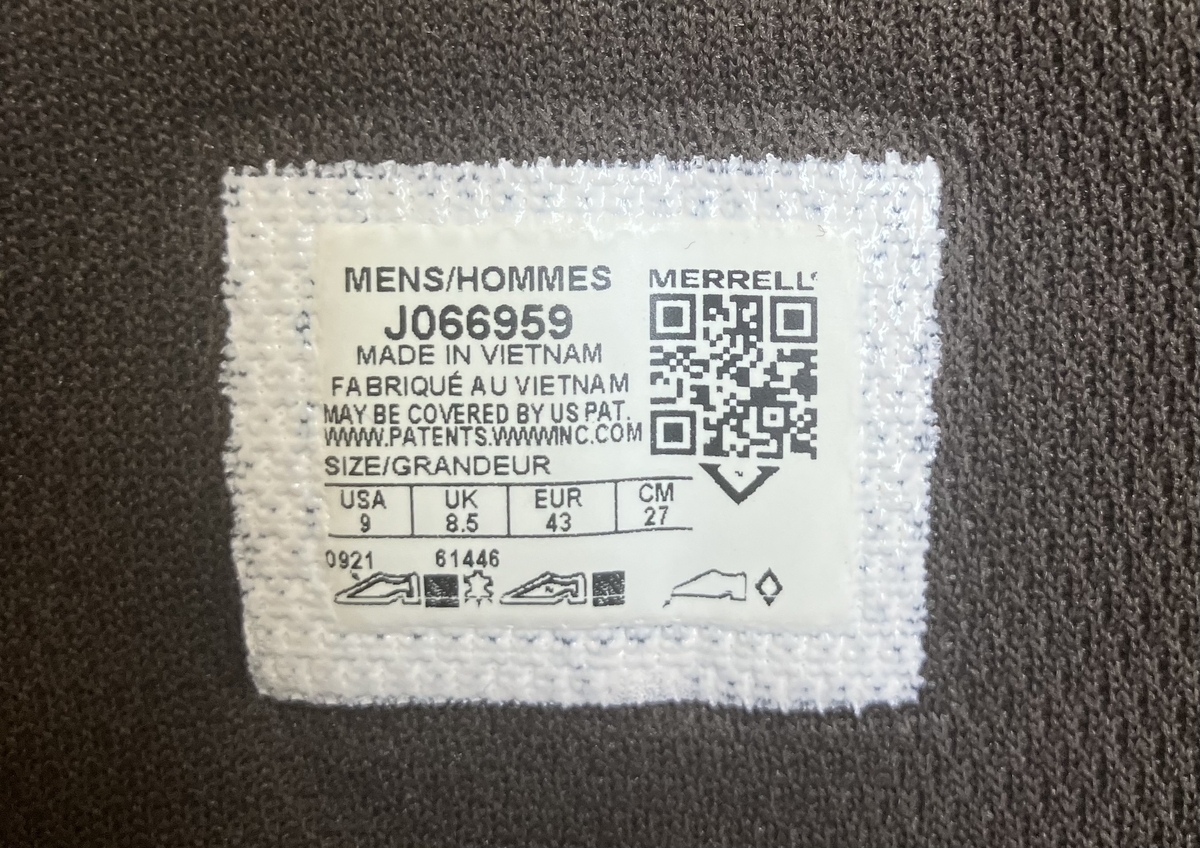 MENS/HOMMES
J066959
MADE IN VIETNAM
FABRIQUÉ AU VIETNAM
MAY BE COVERED BY US PAT.
WWW.PATENTS.WWWINC.COM
MERRELL
SIZE/GRANDEUR
USA UK EUR CM
9 8.5 43 27
0921 61446